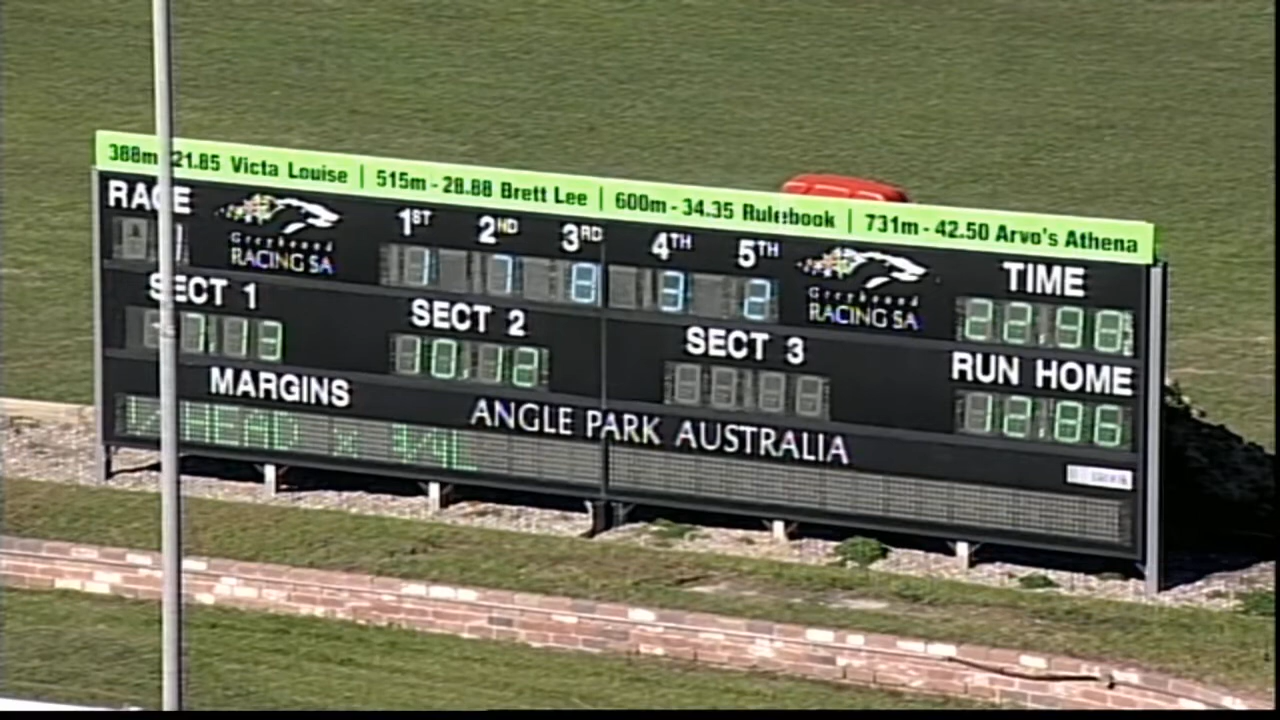 388m 21.85 Victa Louise | 515m - 28.88 Brett Lee | 600m - 34.35 Rulebook | 731m - 42.50 Arvo's Athena
RACE
Greyhound
RACING SA
1ST 2ND 3RD 4TH 5TH
1 7 8 3 2
Greyhound
RACING SA
TIME
22.98
SECT 1
SECT 2
10.12
SECT 3
RUN HOME
12.86
MARGINS
HEAD X 3/4L
ANGLE PARK AUSTRALIA